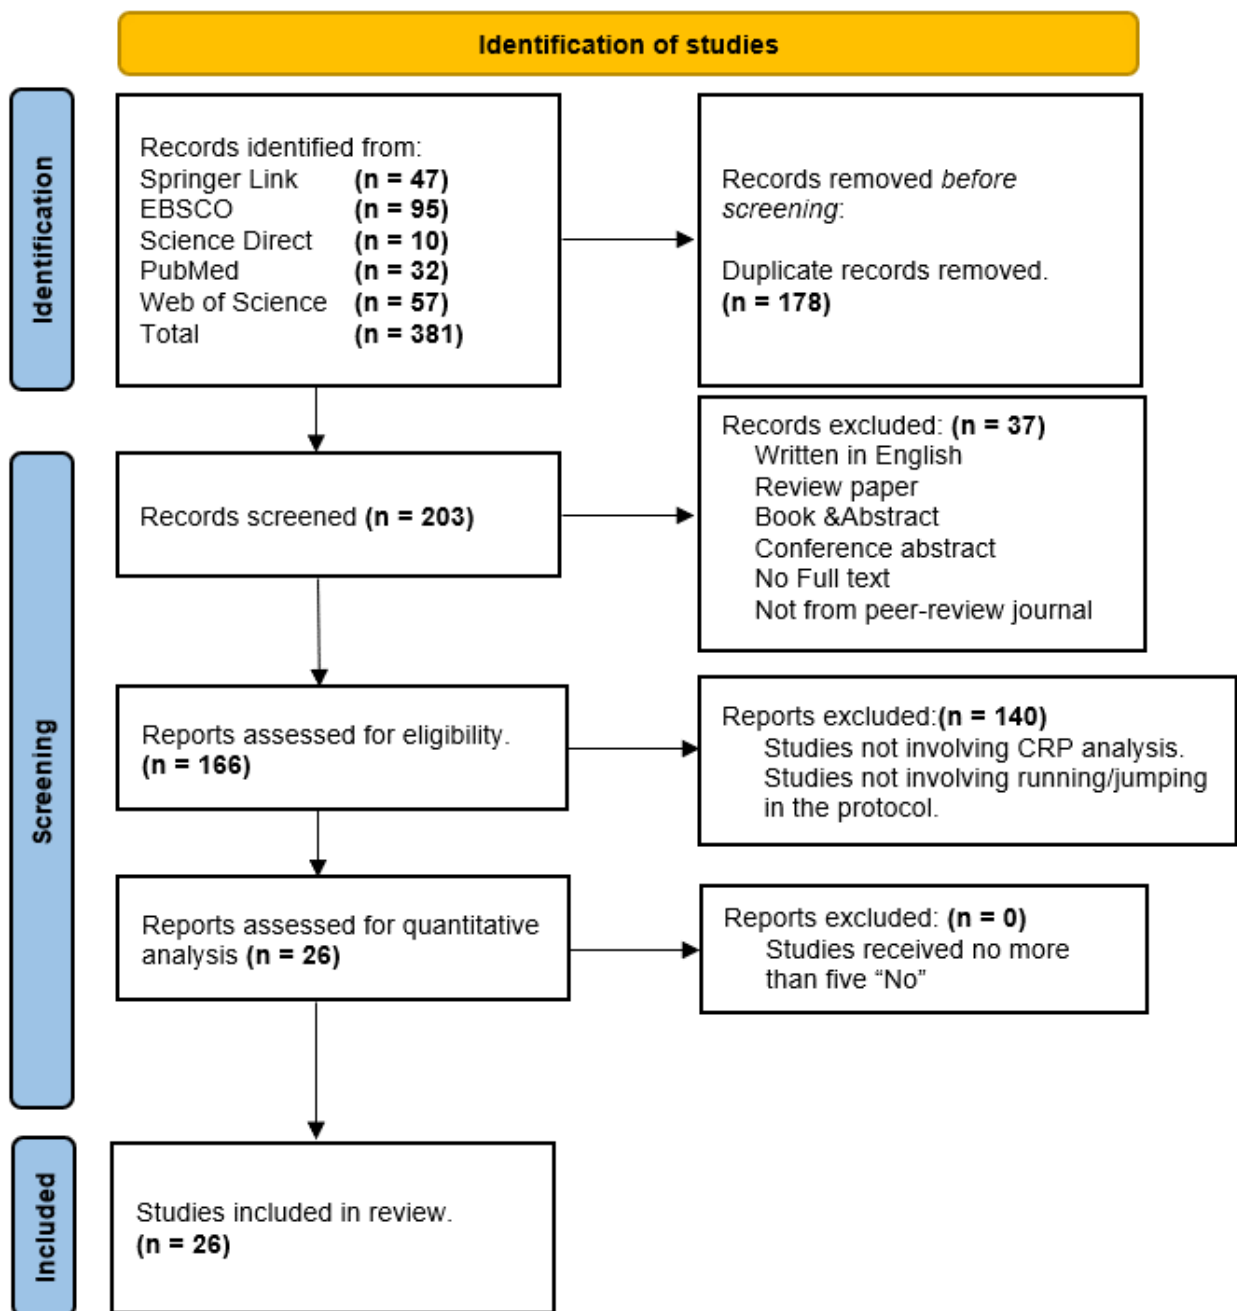 Identification of studies
Identification
Records identified from:
Springer Link (n = 47)
EBSCO (n = 95)
Science Direct (n = 10)
PubMed (n = 32)
Web of Science (n = 57)
Total (n = 381)
Records removed before
screening:
Duplicate records removed.
(n = 178)
Screening
Records screened (n = 203)
Records excluded: (n = 37)
Written in English
Review paper
Book &Abstract
Conference abstract
No Full text
Not from peer-review journal
Reports assessed for eligibility.
(n = 166)
Reports excluded:(n = 140)
Studies not involving CRP analysis.
Studies not involving running/jumping
in the protocol.
Reports assessed for quantitative
analysis (n = 26)
Reports excluded: (n = 0)
Studies received no more
than five “No”
Included
Studies included in review.
(n = 26)